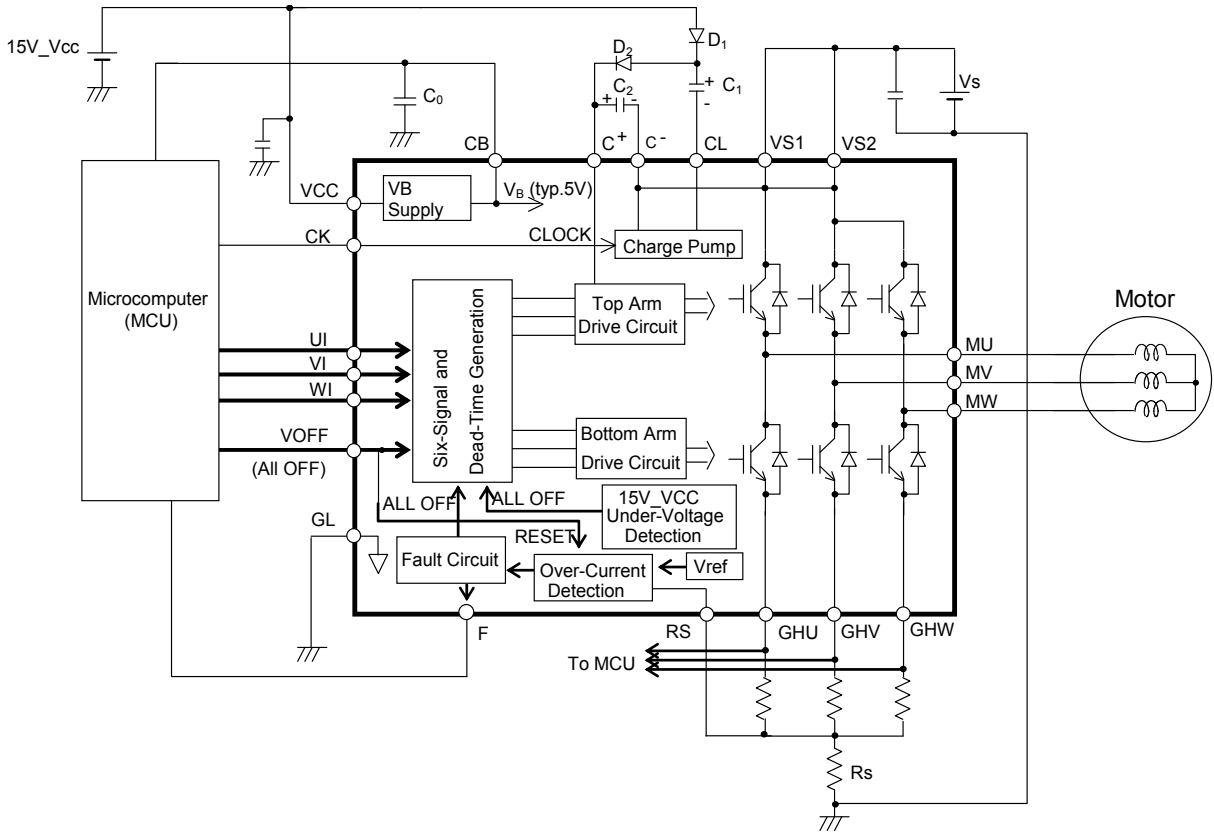 15V_Vcc
D₁
D₂
C₂
+ -
+ C₁
-
C₀
Vs
CB
C⁺
C⁻
CL
VS1
VS2
VCC
VB
Supply
V_B (typ.5V)
CK
CLOCK
Charge Pump
Microcomputer
(MCU)
Six-Signal and
Dead-Time Generation
Top Arm
Drive Circuit
Motor
UI
VI
WI
MU
MV
MW
VOFF
(All OFF)
Bottom Arm
Drive Circuit
ALL OFF
ALL OFF
15V_VCC
Under-Voltage
Detection
GL
RESET
Fault Circuit
Over-Current
Detection
Vref
F
RS
GHU
GHV
GHW
To MCU
Rs